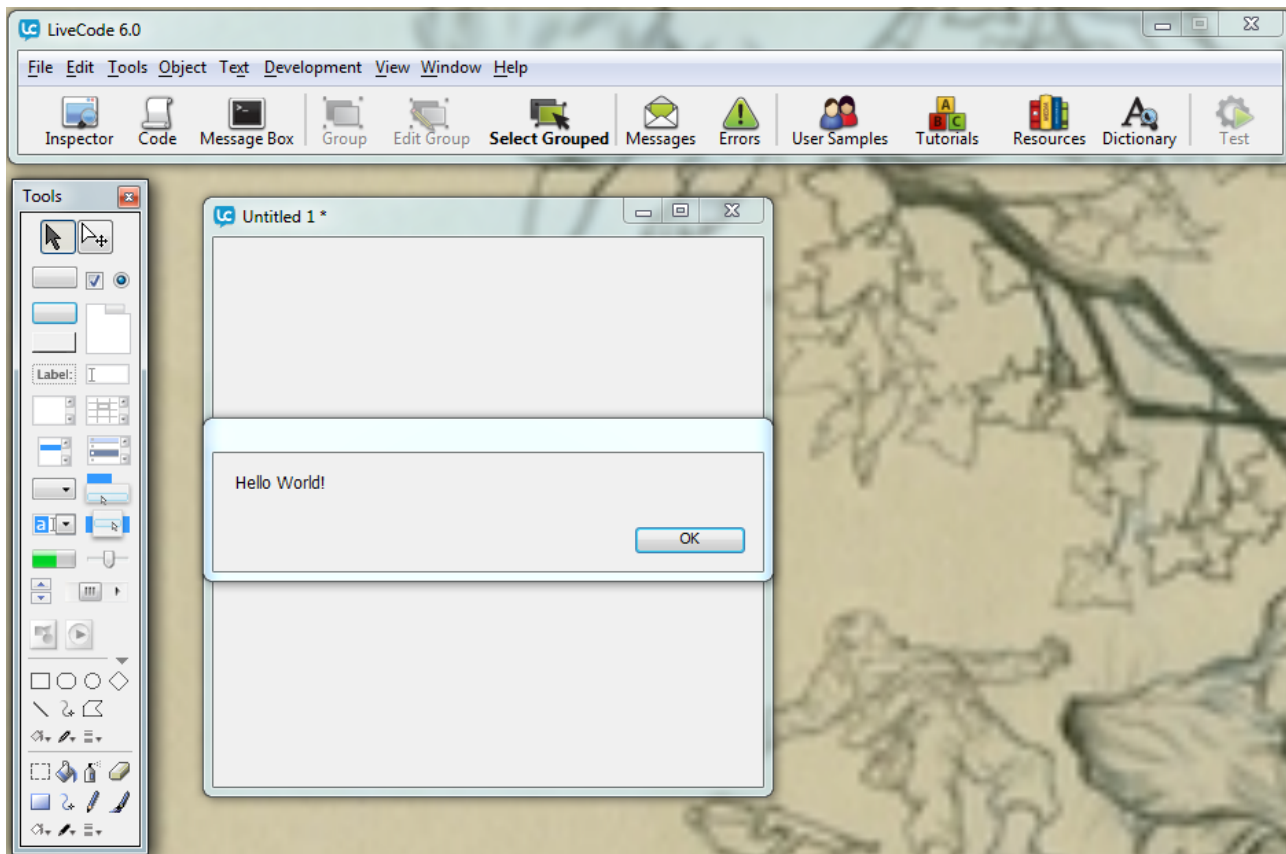 LiveCode 6.0
File Edit Tools Object Text Development View Window Help
Inspector Code Message Box Group Edit Group Select Grouped Messages Errors User Samples Tutorials Resources Dictionary Test
Tools
Untitled 1 *
Label:
Hello World!
OK